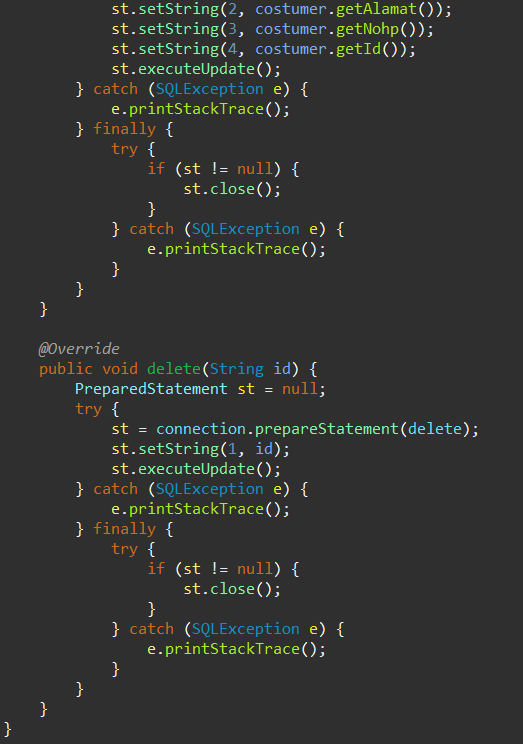 st.setString(2, costumer.getAlamat());
            st.setString(3, costumer.getNohp());
            st.setString(4, costumer.getId());
            st.executeUpdate();
        } catch (SQLException e) {
            e.printStackTrace();
        } finally {
            try {
                if (st != null) {
                    st.close();
                }
            } catch (SQLException e) {
                e.printStackTrace();
            }
        }
    }

    @Override
    public void delete(String id) {
        PreparedStatement st = null;
        try {
            st = connection.prepareStatement(delete);
            st.setString(1, id);
            st.executeUpdate();
        } catch (SQLException e) {
            e.printStackTrace();
        } finally {
            try {
                if (st != null) {
                    st.close();
                }
            } catch (SQLException e) {
                e.printStackTrace();
            }
        }
    }
}